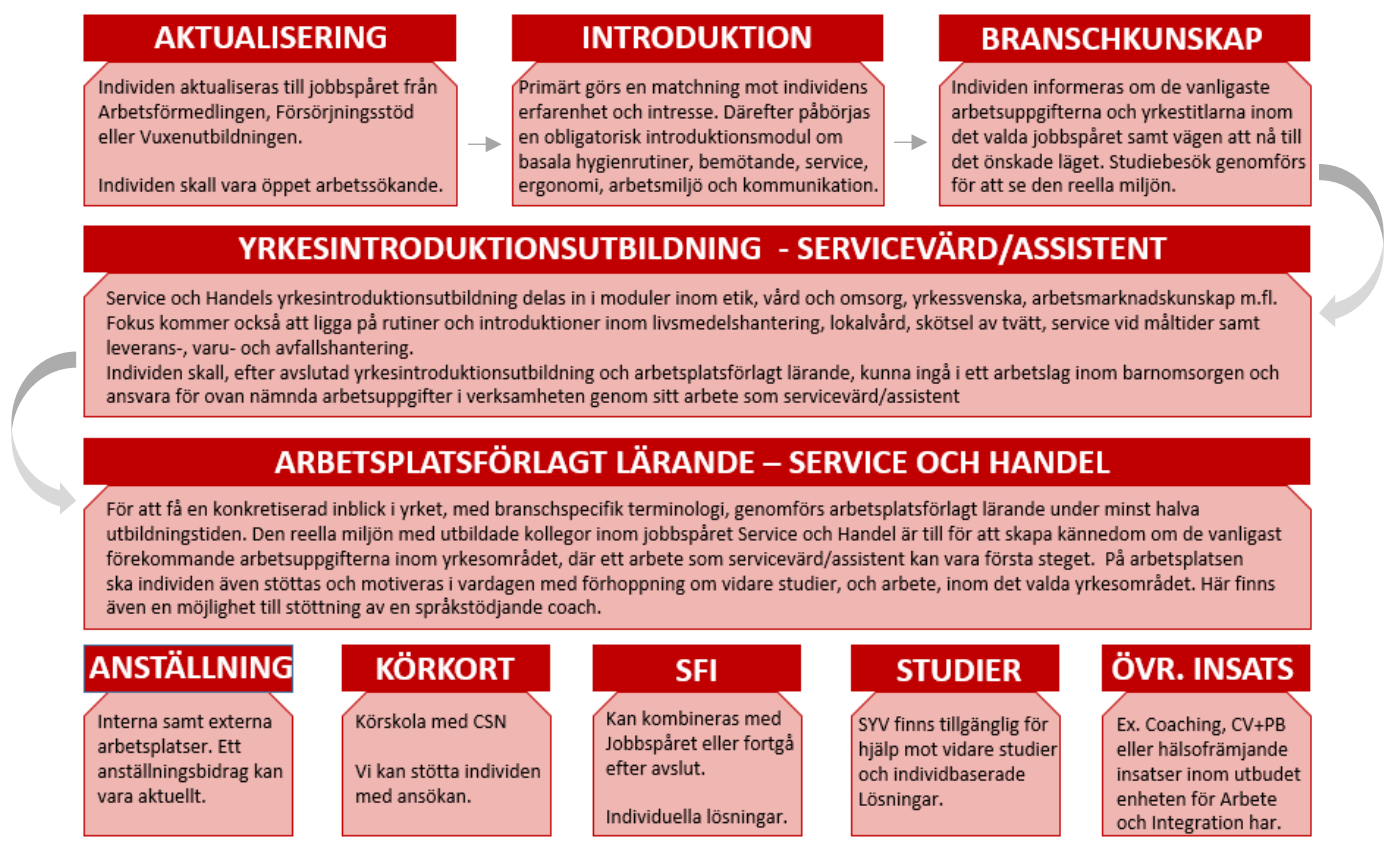 AKTUALISERING
Individen aktualiseras till jobbspåret från
Arbetsförmedlingen, Försörjningsstöd
eller Vuxenutbildningen.
Individen skall vara öppet arbetssökande.
INTRODUKTION
Primärt görs en matchning mot individens
erfarenhet och intresse. Därefter påbörjas
en obligatorisk introduktionsmodul om
basala hygienrutiner, bemötande, service,
ergonomi, arbetsmiljö och kommunikation.
BRANSCHKUNSKAP
Individen informeras om de vanligaste
arbetsuppgifterna och yrkestitlarna inom
det valda jobbspåret samt vägen att nå till
det önskade läget. Studiebesök genomförs
för att se den reella miljön.
YRKESINTRODUKTIONSUTBILDNING - SERVICEVÄRD/ASSISTENT
Service och Handels yrkesintroduktionsutbildning delas in i moduler inom etik, vård och omsorg, yrkessvenska, arbetsmarknadskunskap m.fl.
Fokus kommer också att ligga på rutiner och introduktioner inom livsmedelshantering, lokalvård, skötsel av tvätt, service vid måltider samt
leverans-, varu- och avfallshantering.
Individen skall, efter avslutad yrkesintroduktionsutbildning och arbetsplatsförlagt lärande, kunna ingå i ett arbetslag inom barnomsorgen och
ansvara för ovan nämnda arbetsuppgifter i verksamheten genom sitt arbete som servicevärd/assistent
ARBETSPLATSFÖRLAGT LÄRANDE – SERVICE OCH HANDEL
För att få en konkretiserad inblick i yrket, med branschspecifik terminologi, genomförs arbetsplatsförlagt lärande under minst halva
utbildningstiden. Den reella miljön med utbildade kollegor inom jobbspåret Service och Handel är till för att skapa kännedom om de vanligast
förekommande arbetsuppgifterna inom yrkesområdet, där ett arbete som servicevärd/assistent kan vara första steget. På arbetsplatsen
ska individen även stöttas och motiveras i vardagen med förhoppning om vidare studier, och arbete, inom det valda yrkesområdet. Här finns
även en möjlighet till stöttning av en språkstödjande coach.
ANSTÄLLNING
Interna samt externa
arbetsplatser. Ett
anställningsbidrag kan
vara aktuellt.
KÖRKORT
Körskola med CSN
Vi kan stötta individen
med ansökan.
SFI
Kan kombineras med
Jobbspåret eller fortgå
efter avslut.
Individuella lösningar.
STUDIER
SYV finns tillgänglig för
hjälp mot vidare studier
och individbaserade
Lösningar.
ÖVR. INSATS
Ex. Coaching, CV+PB
eller hälsofrämjande
insatser inom utbudet
enheten för Arbete
och Integration har.